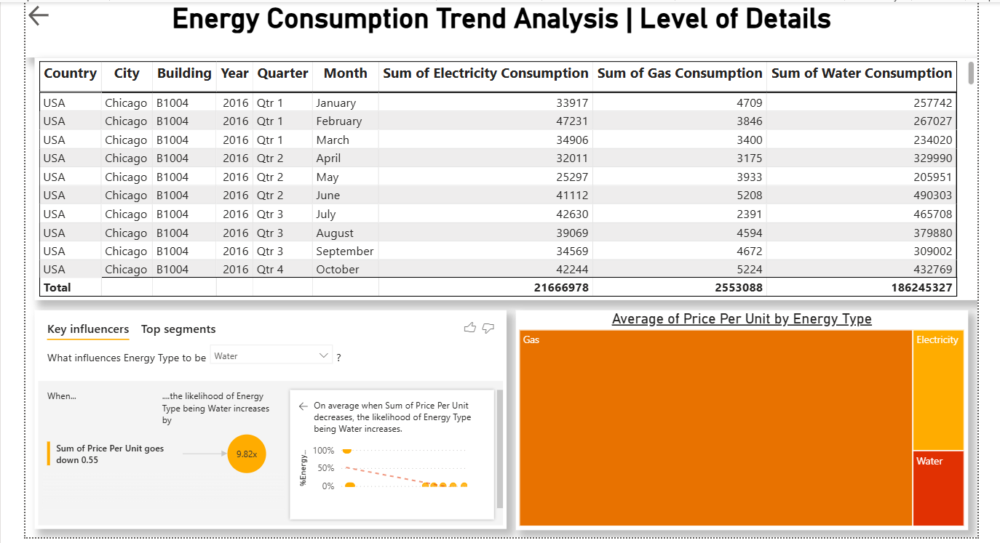 Energy Consumption Trend Analysis | Level of Details
Country City Building Year Quarter Month Sum of Electricity Consumption Sum of Gas Consumption Sum of Water Consumption
USA Chicago B1004 2016 Qtr 1 January 33917 4709 257742
USA Chicago B1004 2016 Qtr 1 February 47231 3846 267027
USA Chicago B1004 2016 Qtr 1 March 34906 3400 234020
USA Chicago B1004 2016 Qtr 2 April 32011 3175 329990
USA Chicago B1004 2016 Qtr 2 May 25297 3933 205951
USA Chicago B1004 2016 Qtr 2 June 41112 5208 490303
USA Chicago B1004 2016 Qtr 3 July 42630 2391 465708
USA Chicago B1004 2016 Qtr 3 August 39069 4594 379880
USA Chicago B1004 2016 Qtr 3 September 34569 4672 309002
USA Chicago B1004 2016 Qtr 4 October 42244 5224 432769
Total 21666978 2553088 186245327
Key influencers Top segments
What influences Energy Type to be Water ?
When...
....the likelihood of Energy
Type being Water increases
by
Sum of Price Per Unit goes
down 0.55
9.82x
On average when Sum of Price Per Unit
decreases, the likelihood of Energy Type
being Water increases.
%Energy...
100%
50%
0%
Average of Price Per Unit by Energy Type
Gas
Electricity
Water